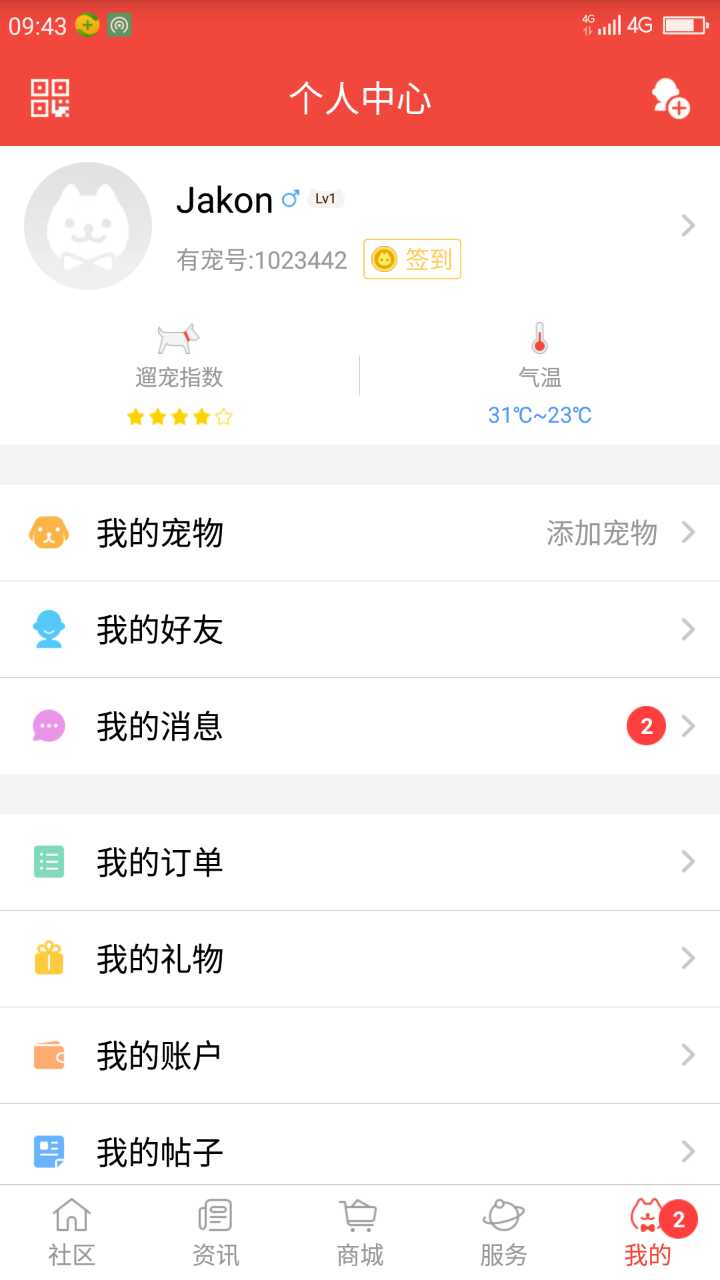 09:43
4G 4G
个人中心
Jakon Lv1
有宠号:1023442 签到
遛宠指数 气温
31℃~23℃
我的宠物 添加宠物
我的好友
我的消息 2
我的订单
我的礼物
我的账户
我的帖子
2
社区 资讯 商城 服务 我的